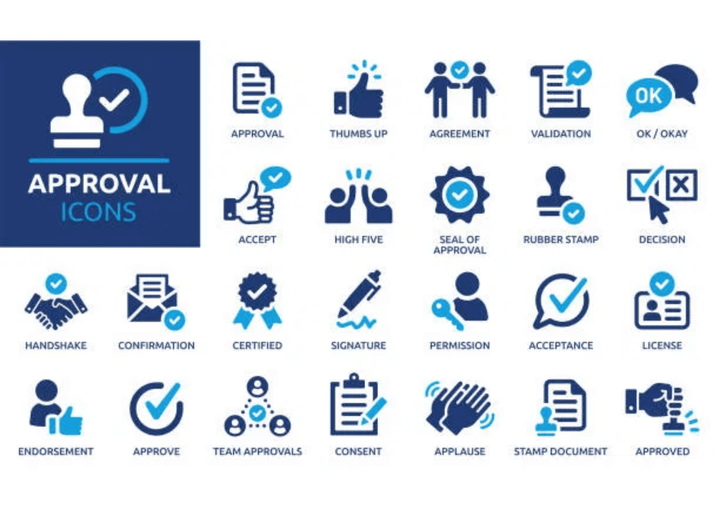 APPROVAL
ICONS
APPROVAL
THUMBS UP
AGREEMENT
VALIDATION
OK
OK / OKAY
ACCEPT
HIGH FIVE
SEAL OF
APPROVAL
RUBBER STAMP
DECISION
HANDSHAKE
CONFIRMATION
CERTIFIED
SIGNATURE
PERMISSION
ACCEPTANCE
LICENSE
ENDORSEMENT
APPROVE
TEAM APPROVALS
CONSENT
APPLAUSE
STAMP DOCUMENT
APPROVED